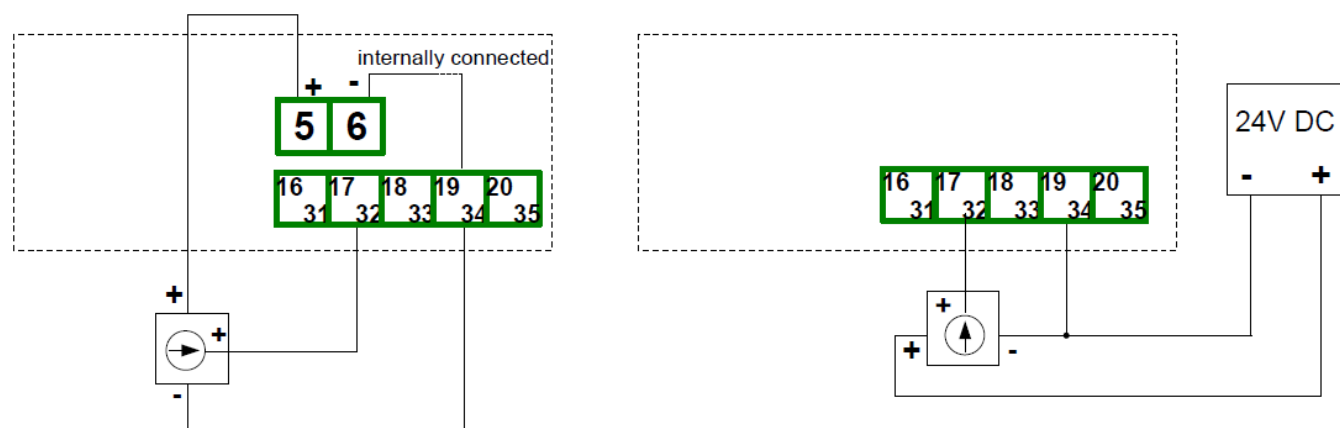 internally connected
+ -
5 6
16 17 18 19 20
31 32 33 34 35
+
+
-
16 17 18 19 20
31 32 33 34 35
+
+ -
24V DC
- +